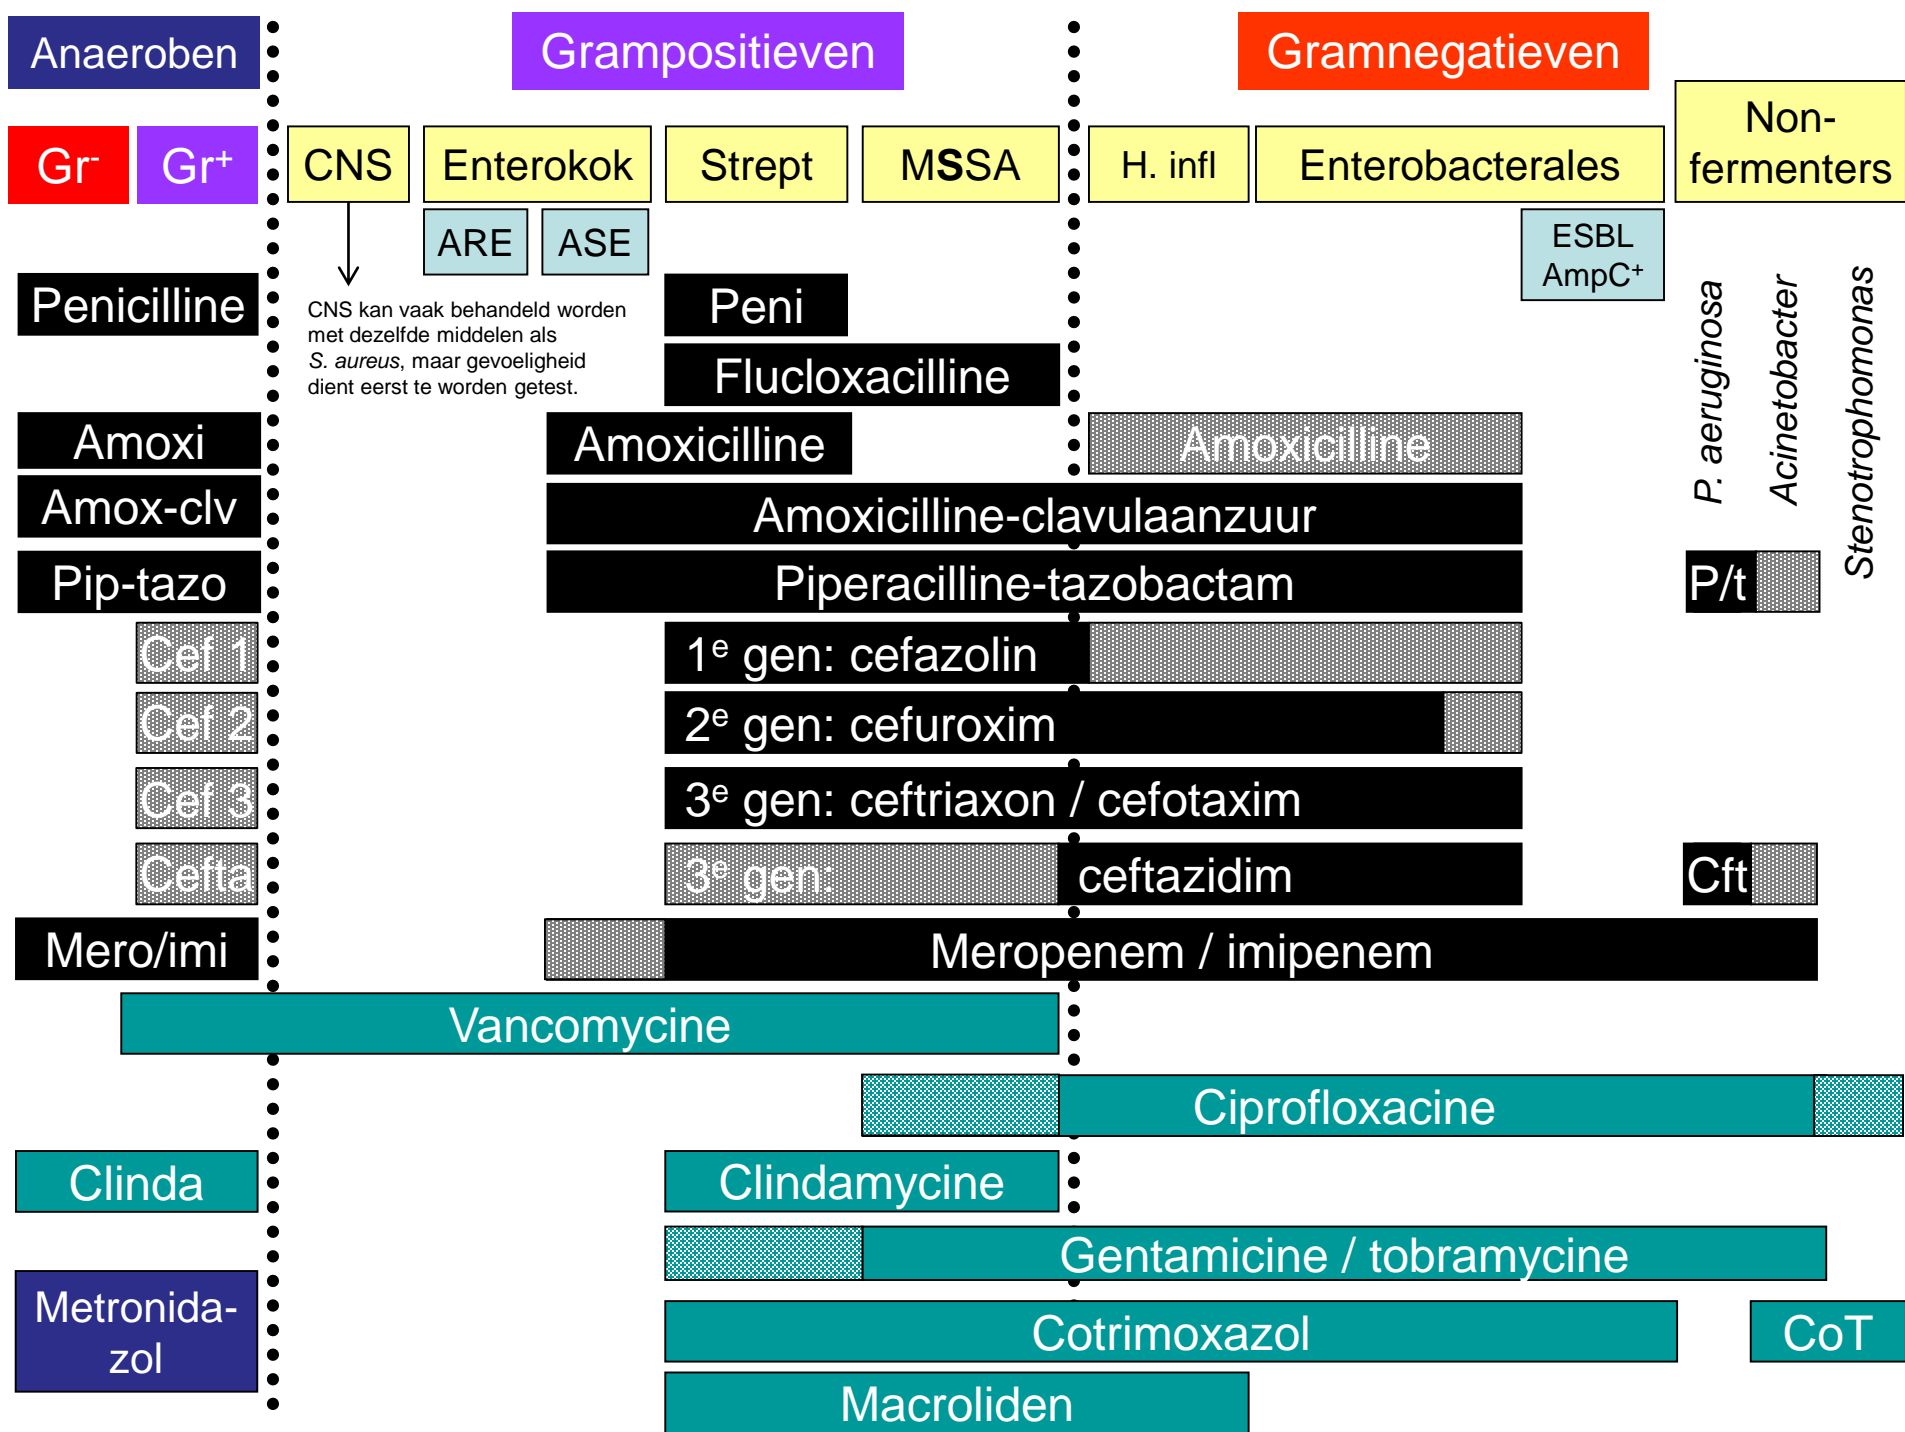 Anaeroben
Grampositieven
Gramnegatieven
Gr-
Gr+
CNS
Enterokok
Strept
MSSA
H. infl
Enterobacterales
Non-
fermenters
ARE
ASE
ESBL
AmpC+
P. aeruginosa
Acinetobacter
Stenotrophomonas
Penicilline
CNS kan vaak behandeld worden
met dezelfde middelen als
S. aureus, maar gevoeligheid
dient eerst te worden getest.
Peni
Flucloxacilline
Amoxi
Amoxicilline
Amoxicilline
Amox-clv
Amoxicilline-clavulaanzuur
Pip-tazo
Piperacilline-tazobactam
P/t
Cef 1
1e gen: cefazolin
Cef 2
2e gen: cefuroxim
Cef 3
3e gen: ceftriaxon / cefotaxim
Cefta
3e gen: ceftazidim
Cft
Mero/imi
Meropenem / imipenem
Vancomycine
Ciprofloxacine
Clinda
Clindamycine
Gentamicine / tobramycine
Metronida-
zol
Cotrimoxazol
CoT
Macroliden